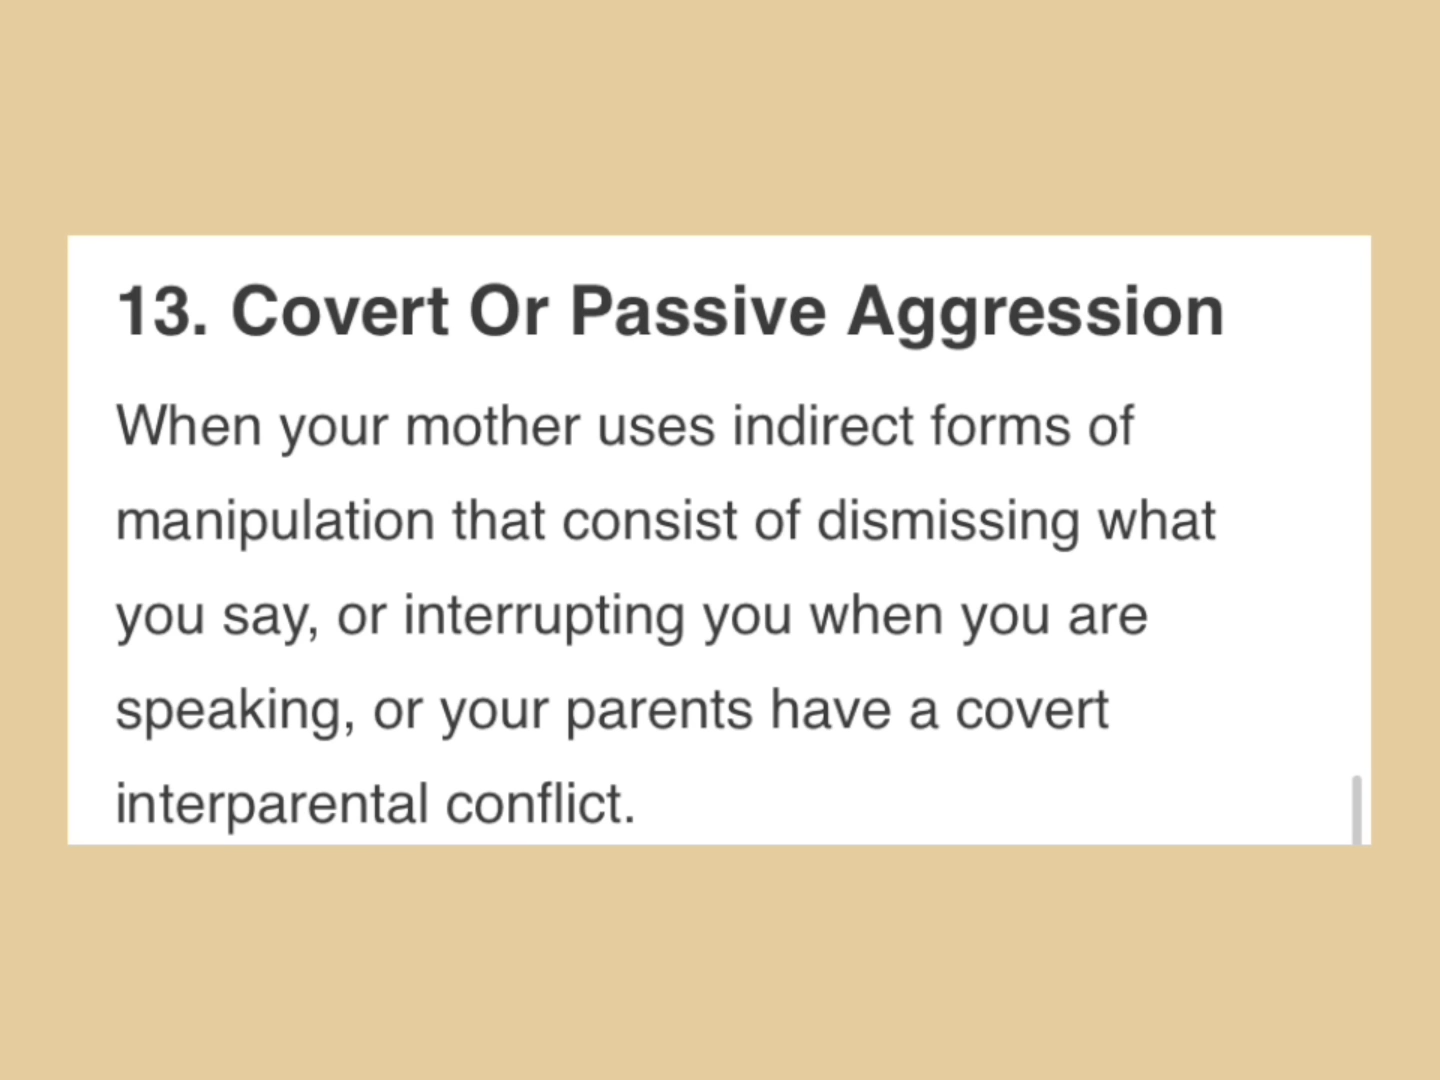 13. Covert Or Passive Aggression
When your mother uses indirect forms of
manipulation that consist of dismissing what
you say, or interrupting you when you are
speaking, or your parents have a covert
interparental conflict.